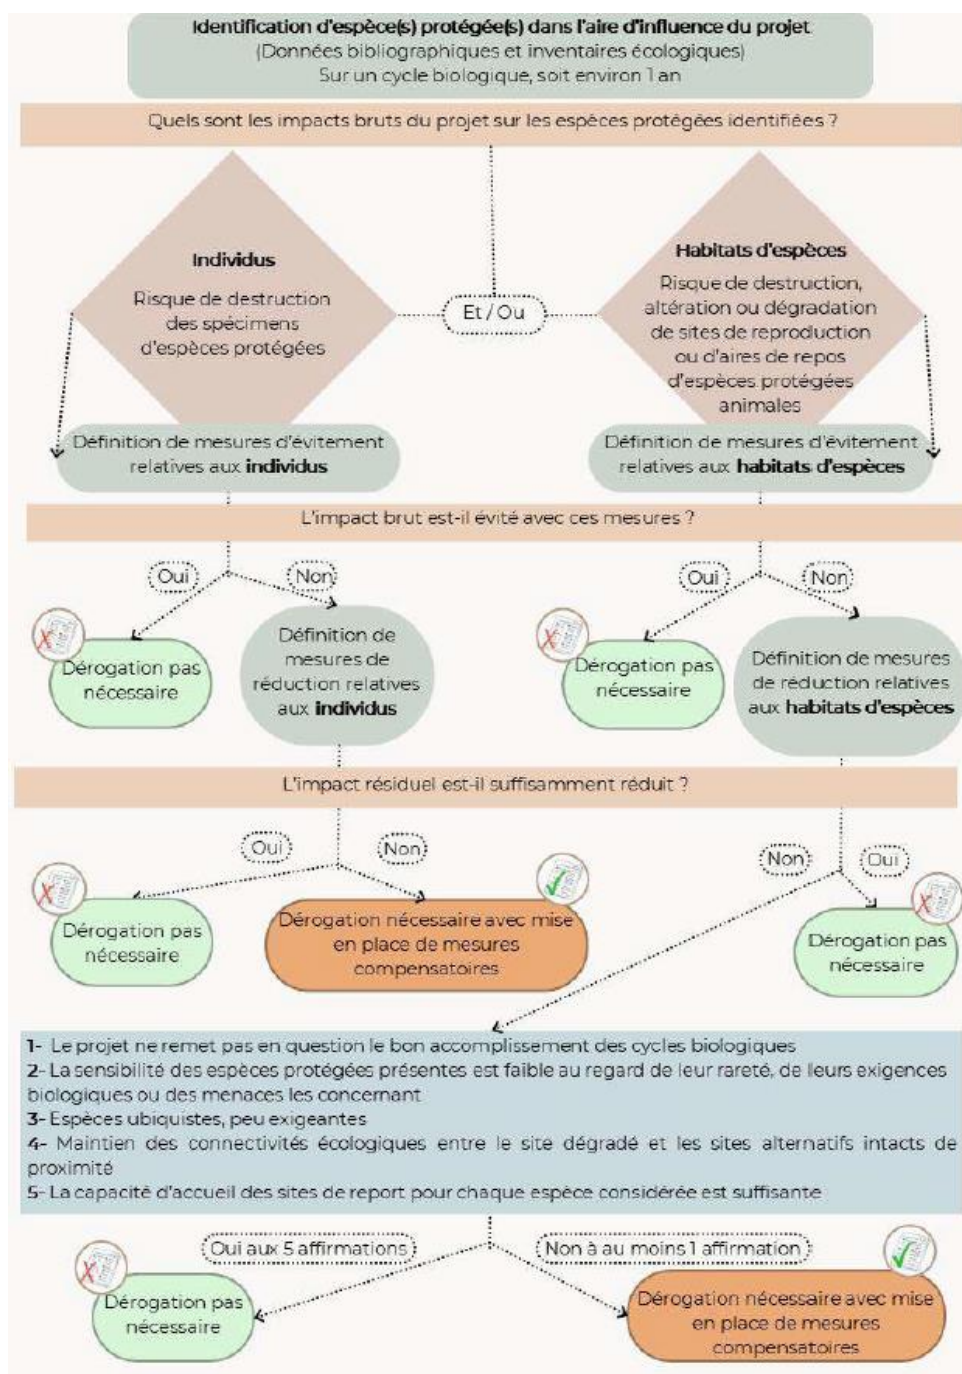 Identification d'espèce(s) protégée(s) dans l'aire d'influence du projet
(Données bibliographiques et inventaires écologiques)
Sur un cycle biologique, soit environ 1 an
Quels sont les impacts bruts du projet sur les espèces protégées identifiées ?
Individus
Risque de destruction
des spécimens
d'espèces protégées
Et / Ou
Habitats d'espèces
Risque de destruction,
altération ou dégradation
de sites de reproduction
ou d'aires de repos
d'espèces protégées
animales
Définition de mesures d'évitement
relatives aux individus
Définition de mesures d'évitement
relatives aux habitats d'espèces
L'impact brut est-il évité avec ces mesures ?
Oui
Non
Oui
Non
Dérogation pas
nécessaire
Définition de
mesures de
réduction relatives
aux individus
Dérogation pas
nécessaire
Définition de mesures
de réduction relatives
aux habitats d'espèces
L'impact résiduel est-il suffisamment réduit ?
Oui
Non
Non
Oui
Dérogation pas
nécessaire
Dérogation nécessaire avec mise
en place de mesures
compensatoires
Dérogation pas
nécessaire
1- Le projet ne remet pas en question le bon accomplissement des cycles biologiques
2- La sensibilité des espèces protégées présentes est faible au regard de leur rareté, de leurs exigences
biologiques ou des menaces les concernant
3- Espèces ubiquistes, peu exigeantes
4- Maintien des connectivités écologiques entre le site dégradé et les sites alternatifs intacts de
proximité
5- La capacité d'accueil des sites de report pour chaque espèce considérée est suffisante
Oui aux 5 affirmations
Non à au moins 1 affirmation
Dérogation pas
nécessaire
Dérogation nécessaire avec mise
en place de mesures
compensatoires